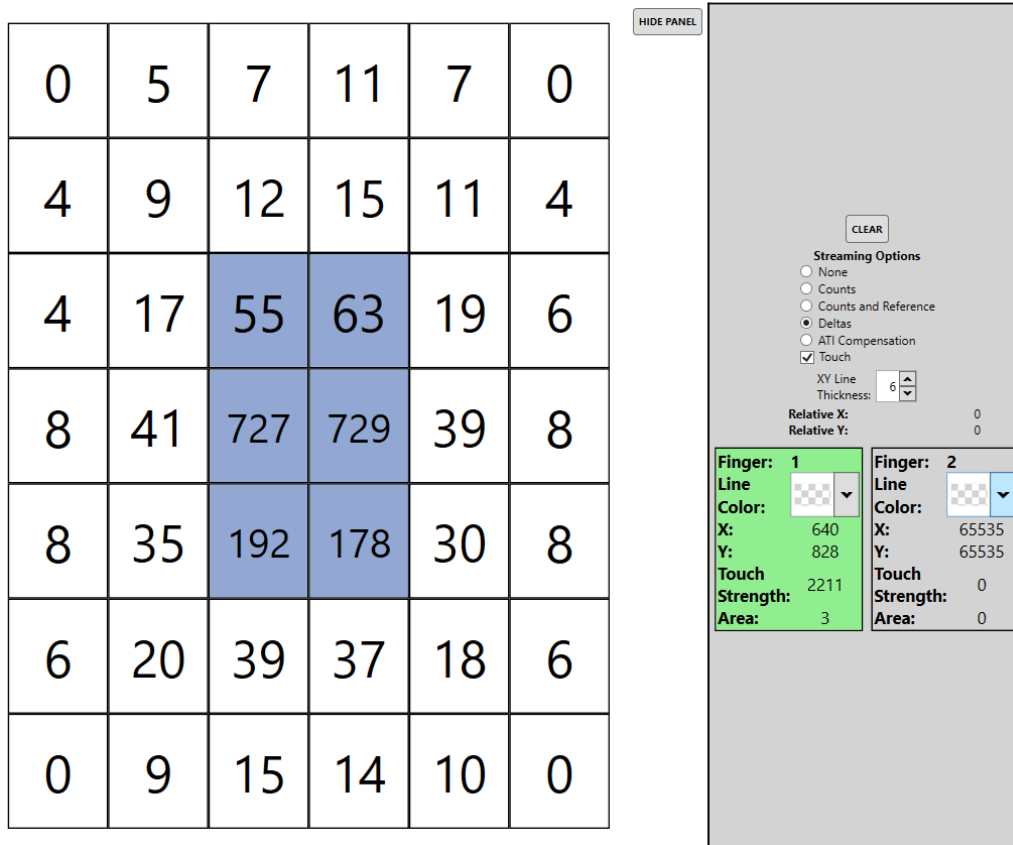 0 5 7 11 7 0
4 9 12 15 11 4
4 17 55 63 19 6
8 41 727 729 39 8
8 35 192 178 30 8
6 20 39 37 18 6
0 9 15 14 10 0
HIDE PANEL
CLEAR
Streaming Options
None
Counts
Counts and Reference
Deltas
ATI Compensation
Touch
XY Line
Thickness: 6
Relative X: 0
Relative Y: 0
Finger: 1
Line
Color:
X: 640
Y: 828
Touch
Strength: 2211
Area: 3
Finger: 2
Line
Color:
X: 65535
Y: 65535
Touch
Strength: 0
Area: 0